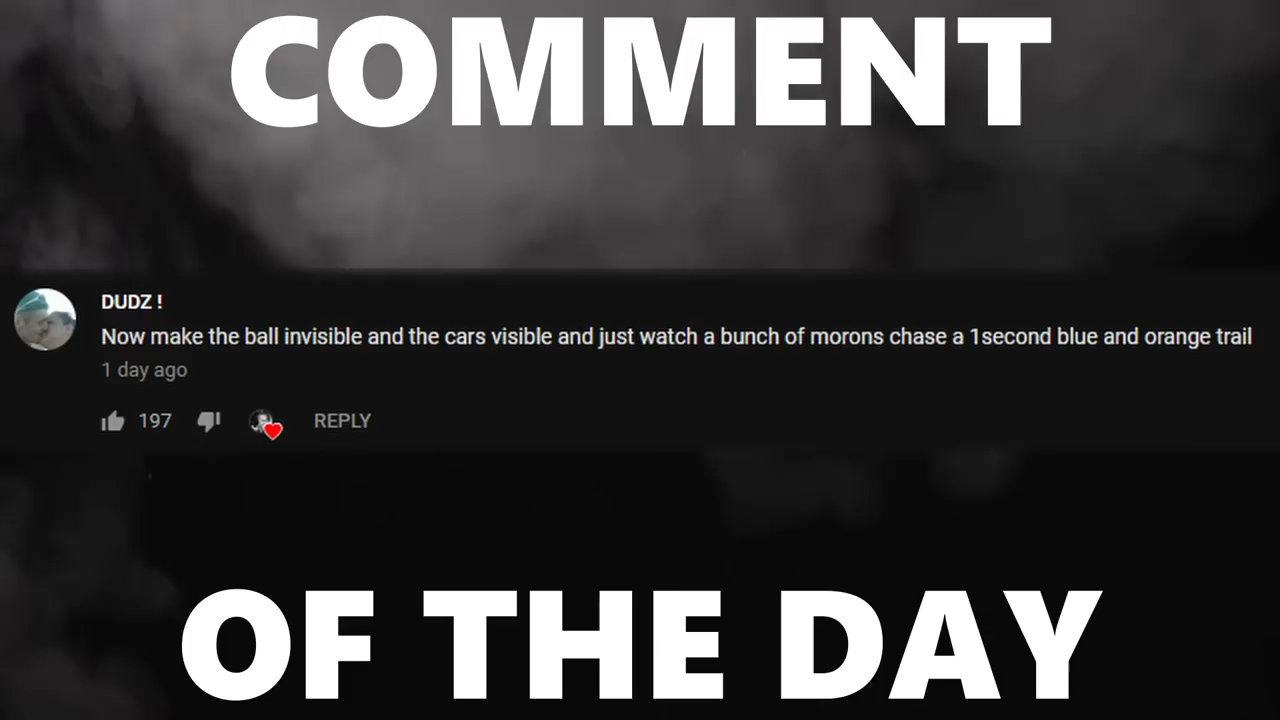 COMMENT
DUDZ !
Now make the ball invisible and the cars visible and just watch a bunch of morons chase a 1second blue and orange trail
1 day ago
197 REPLY
OF THE DAY